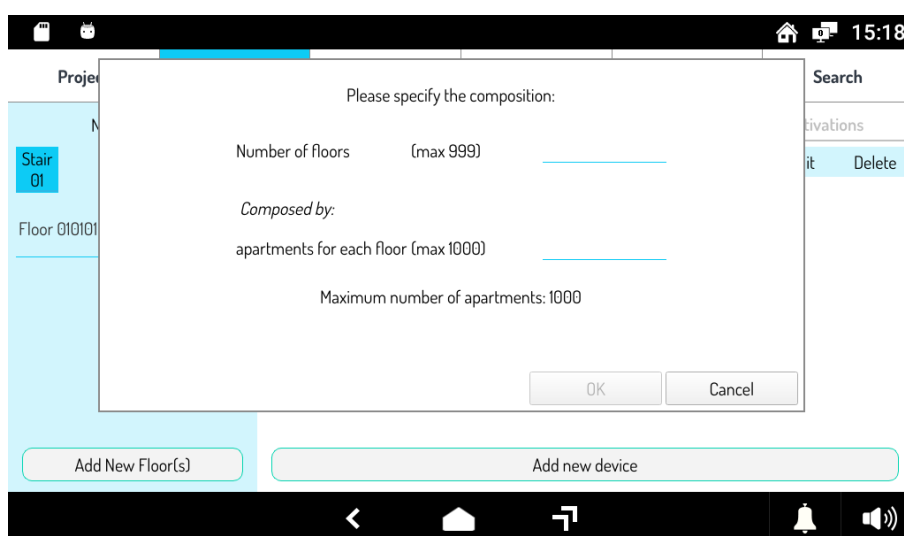 15:18
Search
Please specify the composition:
Number of floors (max 999)
Stair
01
it Delete
Composed by:
Floor 010101
apartments for each floor (max 1000)
Maximum number of apartments: 1000
OK Cancel
Add New Floor(s) Add new device